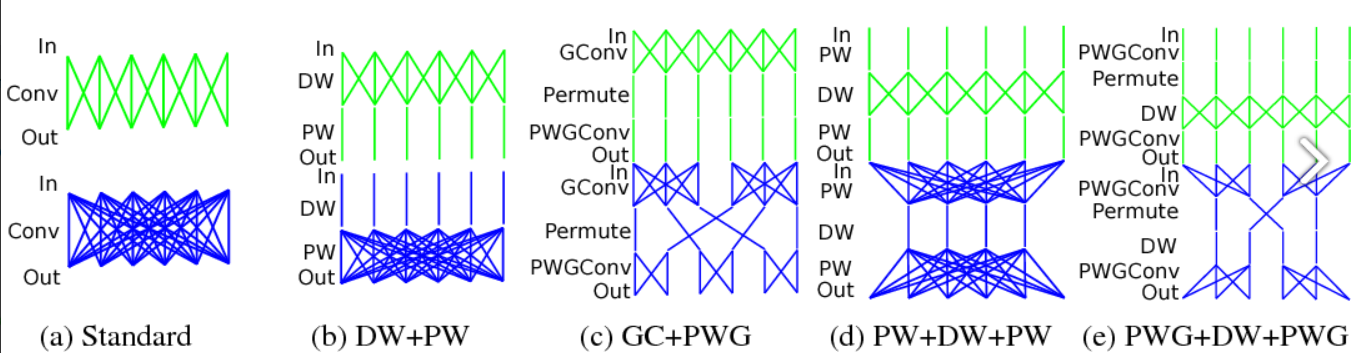 In
Conv
Out
In
Conv
Out
(a) Standard
In
DW
PW
Out
In
DW
PW
Out
(b) DW+PW
In
GConv
Permute
PWGConv
Out
In
GConv
Permute
PWGConv
Out
(c) GC+PWG
In
PW
DW
PW
Out
In
PW
DW
PW
Out
(d) PW+DW+PW
In
PWGConv
Permute
DW
PWGConv
Out
In
PWGConv
Permute
DW
PWGConv
Out
(e) PWG+DW+PWG